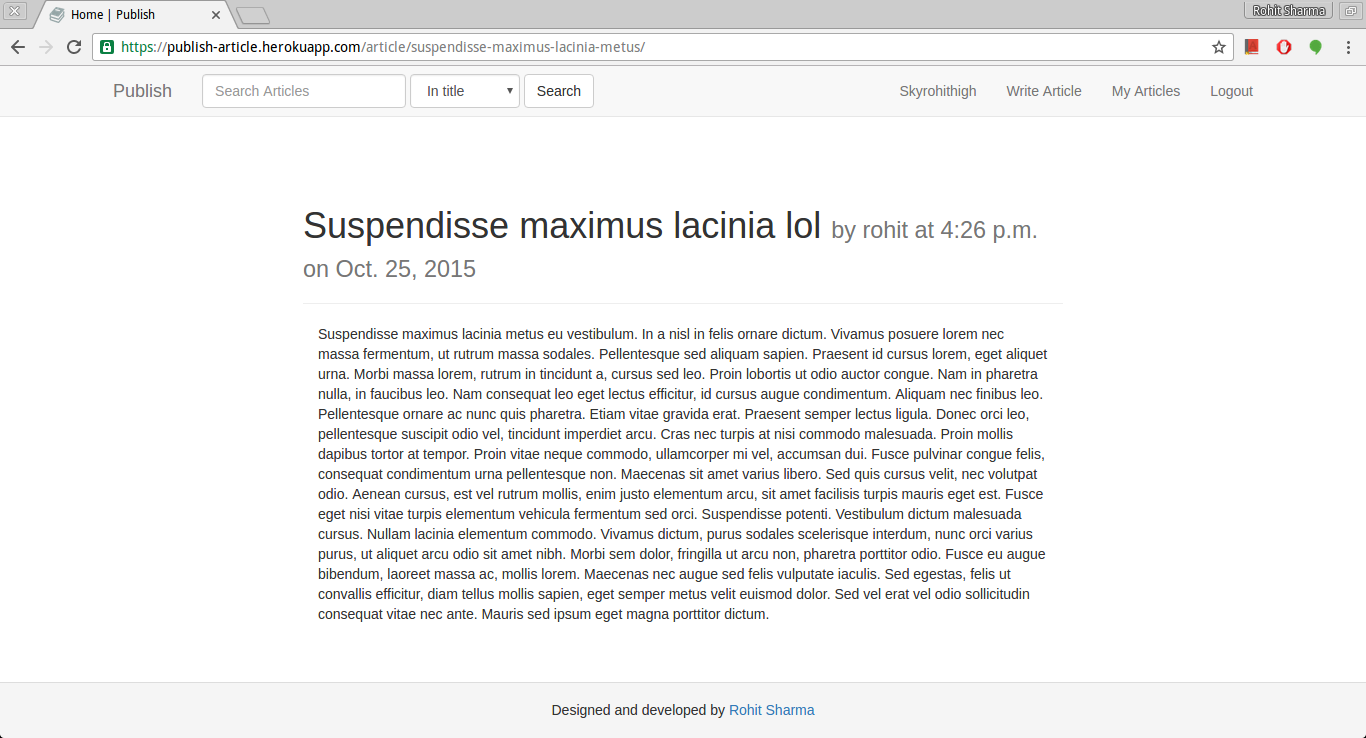 Home | Publish
Rohit Sharma
https://publish-article.herokuapp.com/article/suspendisse-maximus-lacinia-metus/
Publish Search Articles In title Search Skyrohithigh Write Article My Articles Logout
Suspendisse maximus lacinia lol by rohit at 4:26 p.m.
on Oct. 25, 2015
Suspendisse maximus lacinia metus eu vestibulum. In a nisl in felis ornare dictum. Vivamus posuere lorem nec
massa fermentum, ut rutrum massa sodales. Pellentesque sed aliquam sapien. Praesent id cursus lorem, eget aliquet
urna. Morbi massa lorem, rutrum in tincidunt a, cursus sed leo. Proin lobortis ut odio auctor congue. Nam in pharetra
nulla, in faucibus leo. Nam consequat leo eget lectus efficitur, id cursus augue condimentum. Aliquam nec finibus leo.
Pellentesque ornare ac nunc quis pharetra. Etiam vitae gravida erat. Praesent semper lectus ligula. Donec orci leo,
pellentesque suscipit odio vel, tincidunt imperdiet arcu. Cras nec turpis at nisi commodo malesuada. Proin mollis
dapibus tortor at tempor. Proin vitae neque commodo, ullamcorper mi vel, accumsan dui. Fusce pulvinar congue felis,
consequat condimentum urna pellentesque non. Maecenas sit amet varius libero. Sed quis cursus velit, nec volutpat
odio. Aenean cursus, est vel rutrum mollis, enim justo elementum arcu, sit amet facilisis turpis mauris eget est. Fusce
eget nisi vitae turpis elementum vehicula fermentum sed orci. Suspendisse potenti. Vestibulum dictum malesuada
cursus. Nullam lacinia elementum commodo. Vivamus dictum, purus sodales scelerisque interdum, nunc orci varius
purus, ut aliquet arcu odio sit amet nibh. Morbi sem dolor, fringilla ut arcu non, pharetra porttitor odio. Fusce eu augue
bibendum, laoreet massa ac, mollis lorem. Maecenas nec augue sed felis vulputate iaculis. Sed egestas, felis ut
convallis efficitur, diam tellus mollis sapien, eget semper metus velit euismod dolor. Sed vel erat vel odio sollicitudin
consequat vitae nec ante. Mauris sed ipsum eget magna porttitor dictum.
Designed and developed by Rohit Sharma